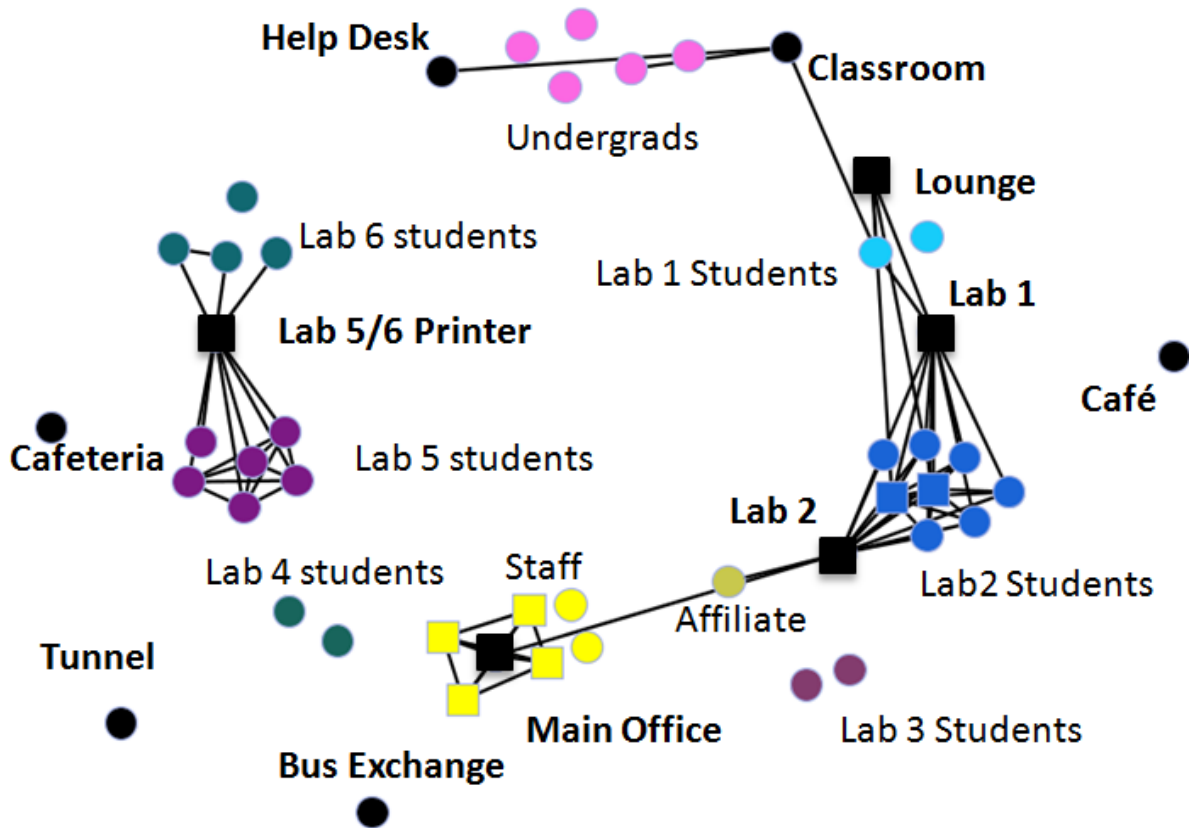 Help Desk
Classroom
Undergrads
Lounge
Lab 6 students
Lab 1 Students
Lab 1
Lab 5/6 Printer
Café
Cafeteria
Lab 5 students
Lab 2
Lab 4 students
Staff
Lab2 Students
Affiliate
Tunnel
Main Office
Lab 3 Students
Bus Exchange